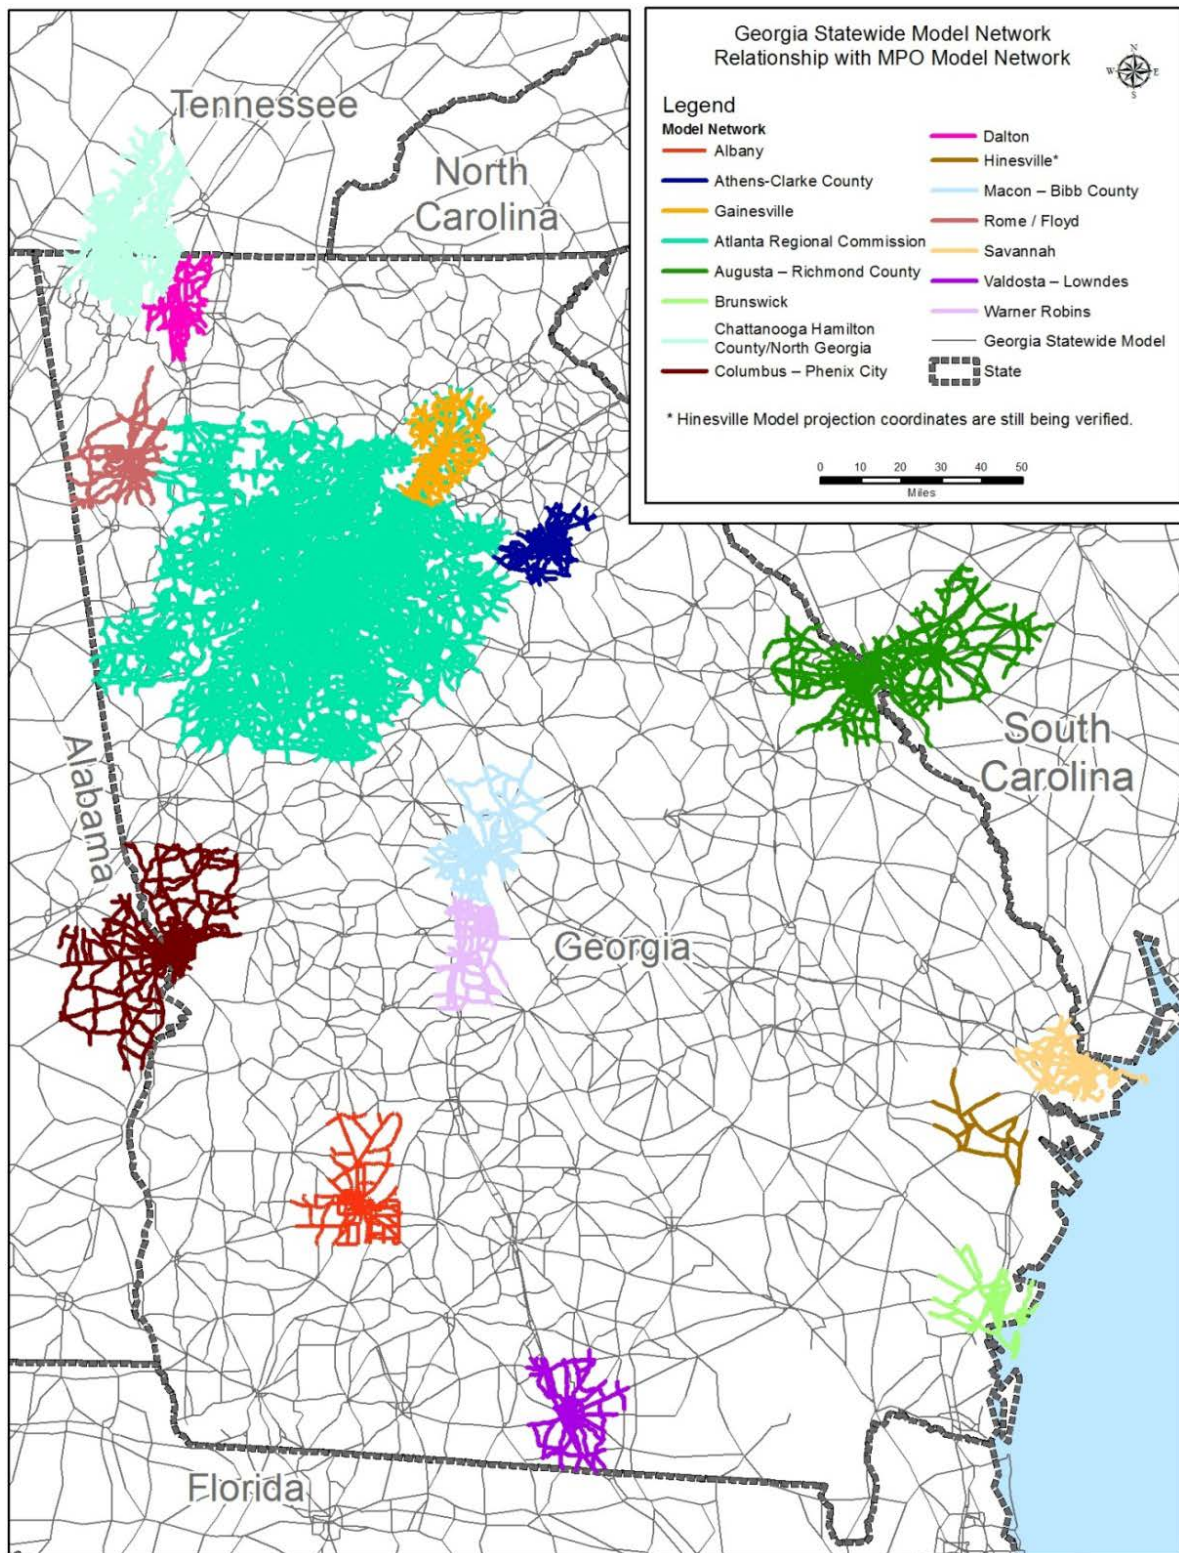 Georgia Statewide Model Network
Relationship with MPO Model Network
N
W E
S
Legend
Model Network
Albany
Athens-Clarke County
Gainesville
Atlanta Regional Commission
Augusta – Richmond County
Brunswick
Chattanooga Hamilton
County/North Georgia
Columbus – Phenix City
Dalton
Hinesville*
Macon – Bibb County
Rome / Floyd
Savannah
Valdosta – Lowndes
Warner Robins
Georgia Statewide Model
State
* Hinesville Model projection coordinates are still being verified.
0 10 20 30 40 50
Miles
Tennessee
North
Carolina
South
Carolina
Alabama
Georgia
Florida